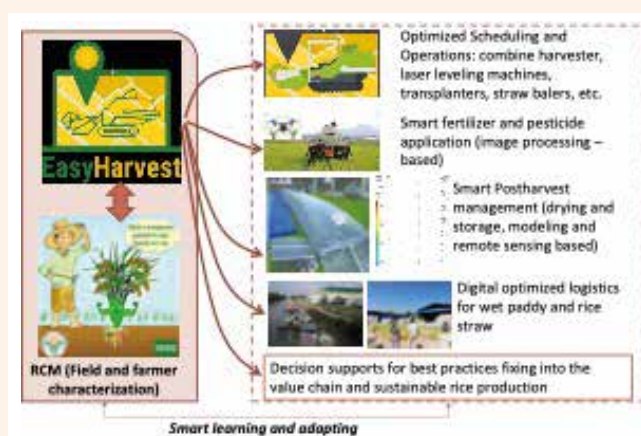 EasyHarvest
RCM (Field and farmer
characterization)
Optimized Scheduling and
Operations: combine harvester,
laser leveling machines,
transplanters, straw balers, etc.
Smart fertilizer and pesticide
application (image processing –
based)
Smart Postharvest
management (drying and
storage, modeling and
remote sensing based)
Digital optimized logistics
for wet paddy and rice
straw
Decision supports for best practices fixing into the
value chain and sustainable rice production
Smart learning and adapting